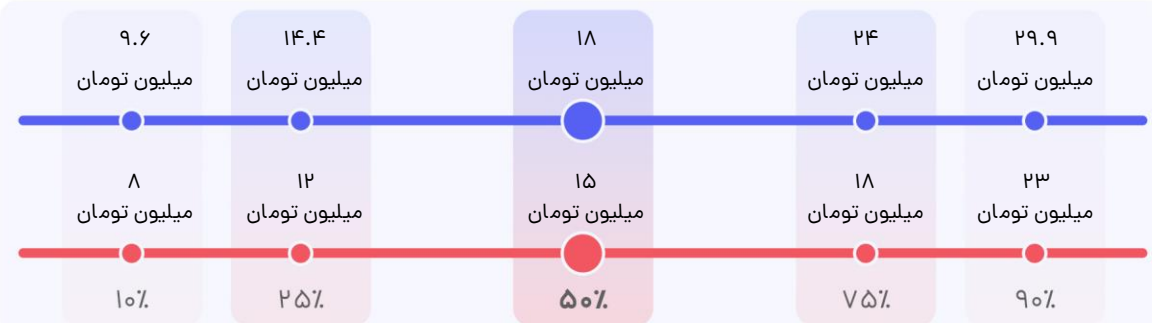 ۹.۶ ۱۴.۴ ۱۸ ۲۴ ۲۹.۹
میلیون تومان میلیون تومان میلیون تومان میلیون تومان میلیون تومان
۸ ۱۲ ۱۵ ۱۸ ۲۳
میلیون تومان میلیون تومان میلیون تومان میلیون تومان میلیون تومان
۱۰٪ ۲۵٪ ۵۰٪ ۷۵٪ ۹۰٪